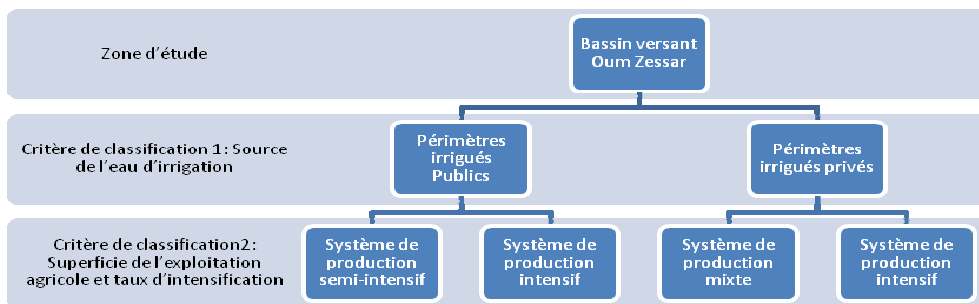 Zone d'étude
Bassin versant
Oum Zessar
Critère de classification 1: Source
de l'eau d'irrigation
Périmètres
irrigués
Publics
Périmètres
irrigués privés
Critère de classification2:
Superficie de l'exploitation
agricole et taux d'intensification
Système de
production
semi-intensif
Système de
production
intensif
Système de
production
mixte
Système de
production
intensif